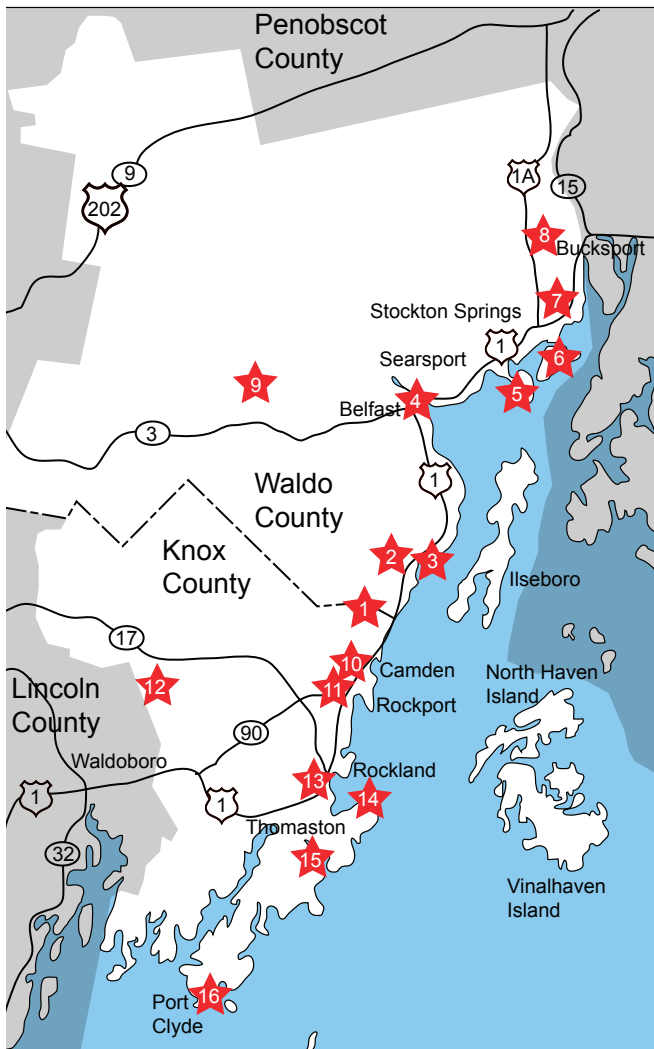 Penobscot
County
9
202
1A
15
8
Bucksport
7
Stockton Springs
1
6
Searsport
9
4
5
Belfast
3
1
Waldo
County
Knox
County
2
3
Ilseboro
1
17
10
Camden
12
11
Rockport
North Haven
Island
Lincoln
County
90
Waldoboro
13
Rockland
1
1
14
Thomaston
32
15
Vinalhaven
Island
16
Port
Clyde